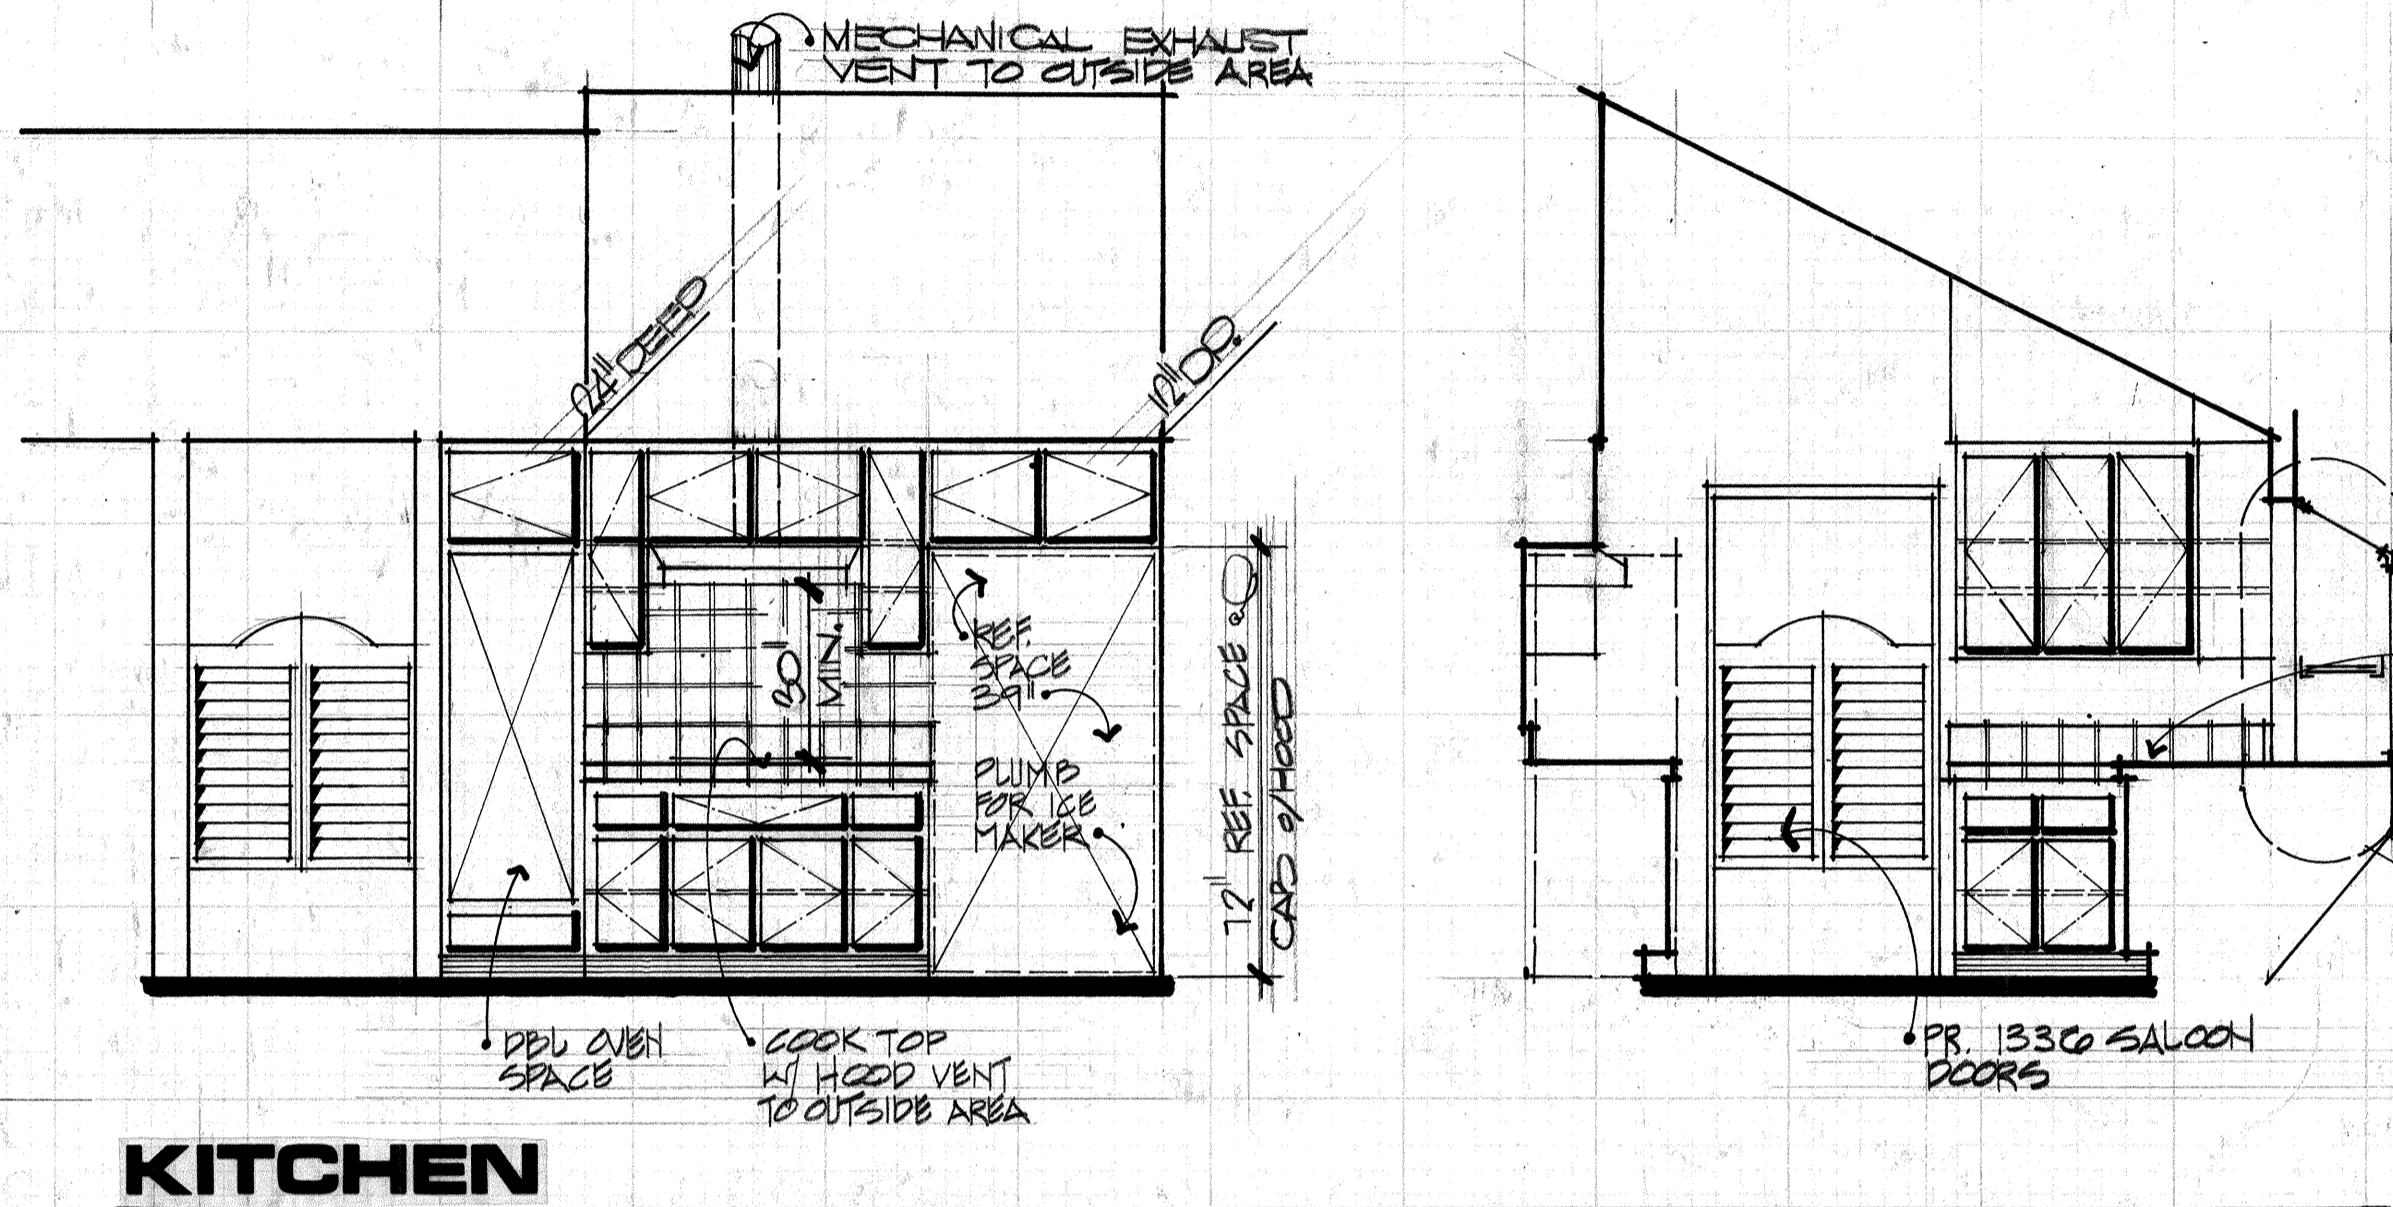 MECHANICAL EXHAUST
VENT TO OUTSIDE AREA
24" DEEP
12" DP.
REF.
SPACE
39"
30"
MIN.
PLUMB
FOR ICE
MAKER
72" REF. SPACE
CAB O/HOOD
DBL OVEN
SPACE
COOK TOP
W/ HOOD VENT
TO OUTSIDE AREA
PR. 1336 SALOON
DOORS
KITCHEN